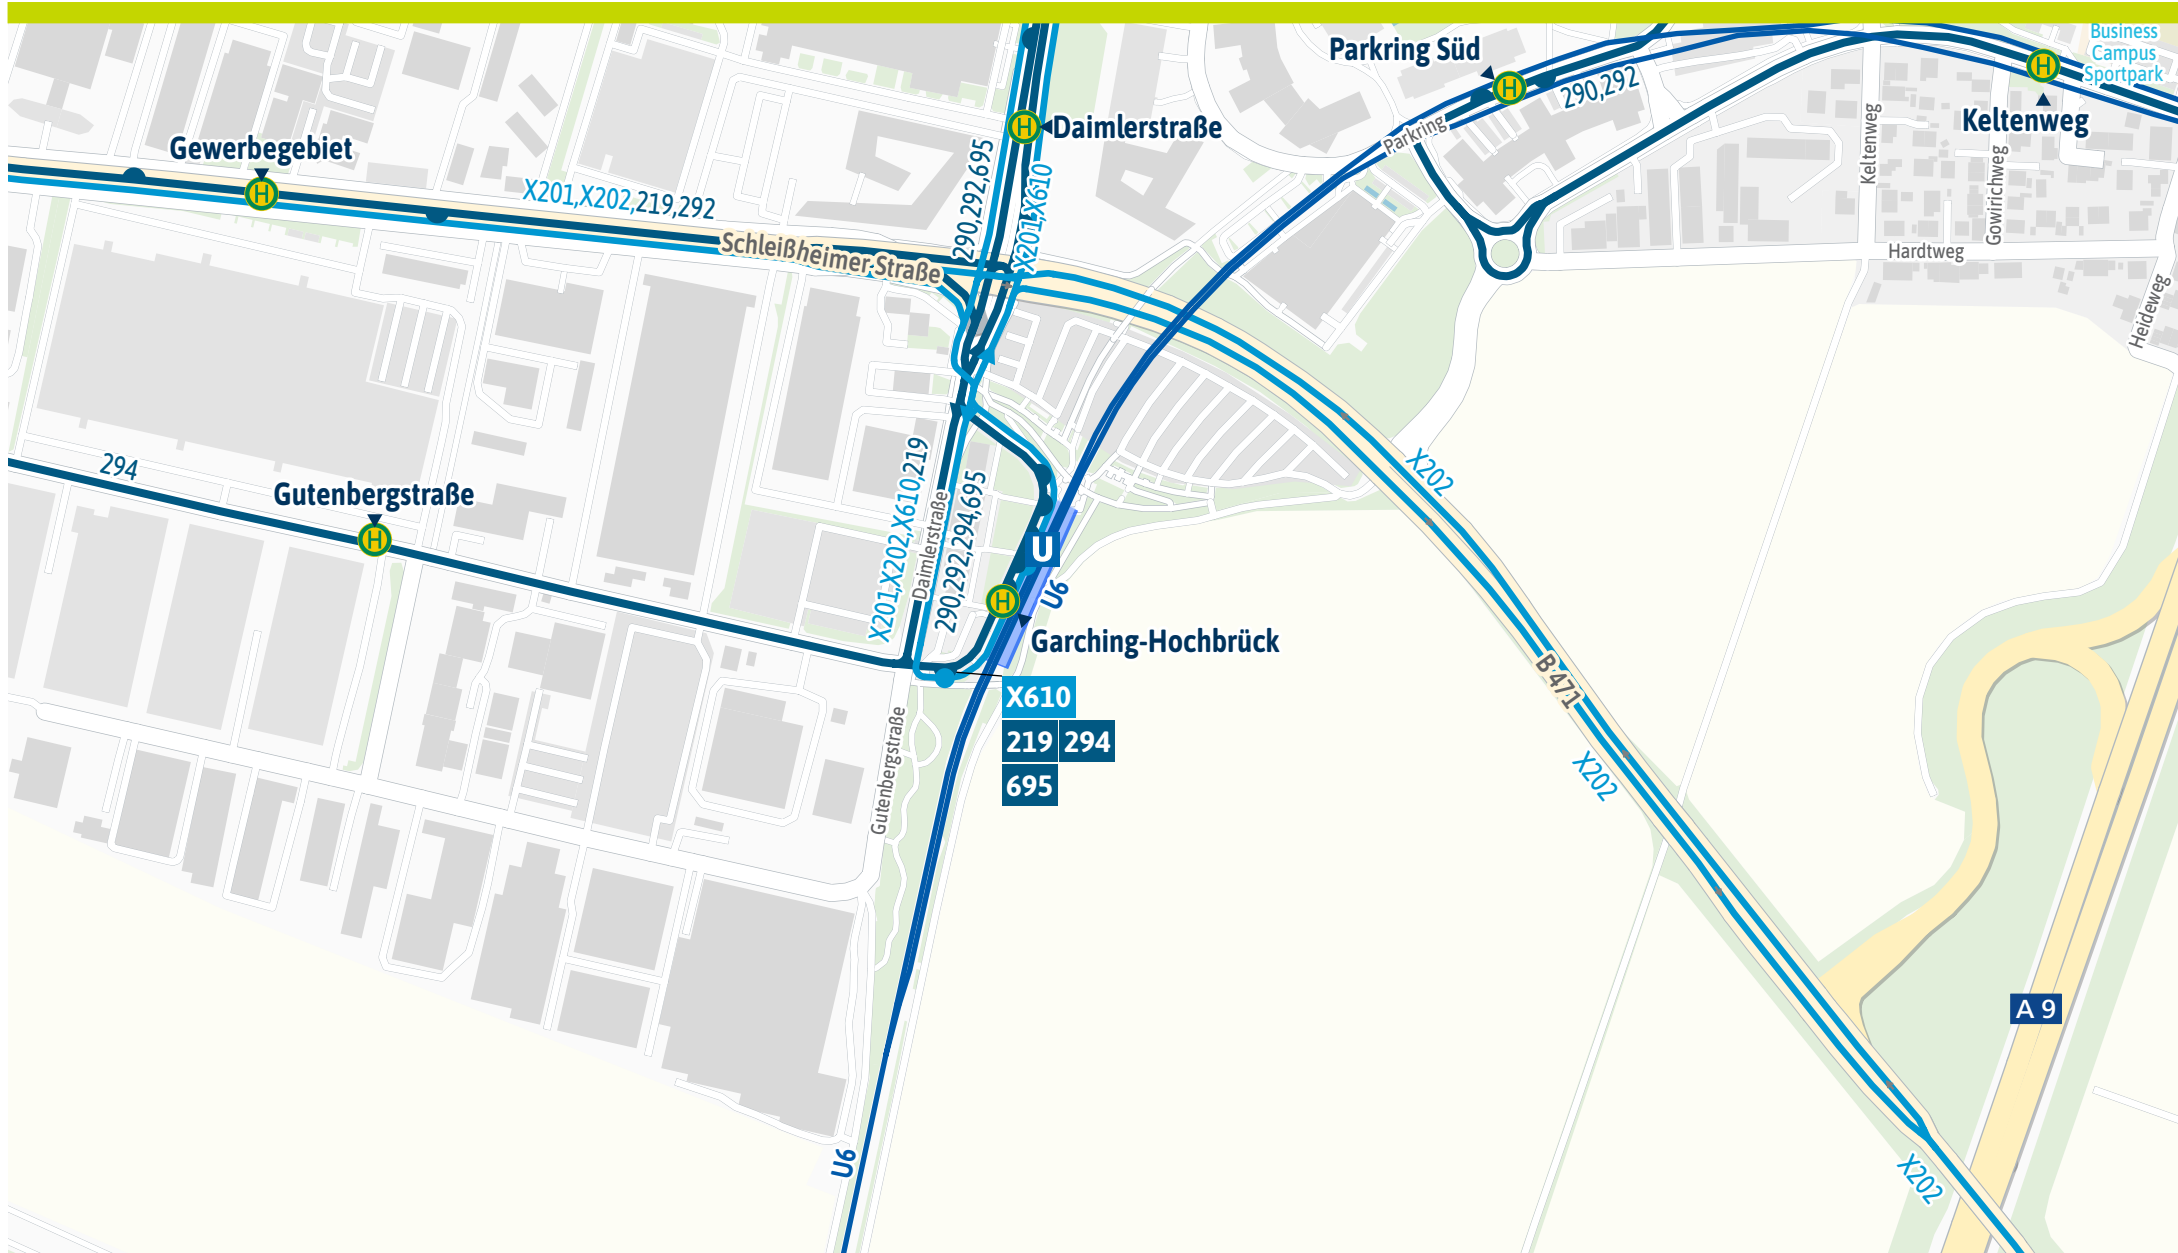 Business
Campus
Sportpark
Parkring Süd
290,292
Keltenweg
Parkring
Keltenweg
Gowirichweg
Hardtweg
Heideweg
Daimlerstraße
290,292,695
X201,X610
Gewerbegebiet
X201,X202,219,292
Schleißheimer Straße
294
Gutenbergstraße
X201,X202,X610,219
Daimlerstraße
290,292,294,695
U
U6
Garching-Hochbrück
X610
219 294
695
Gutenbergstraße
X202
B 471
X202
A 9
X202
U6
H
H
H
H
H
H